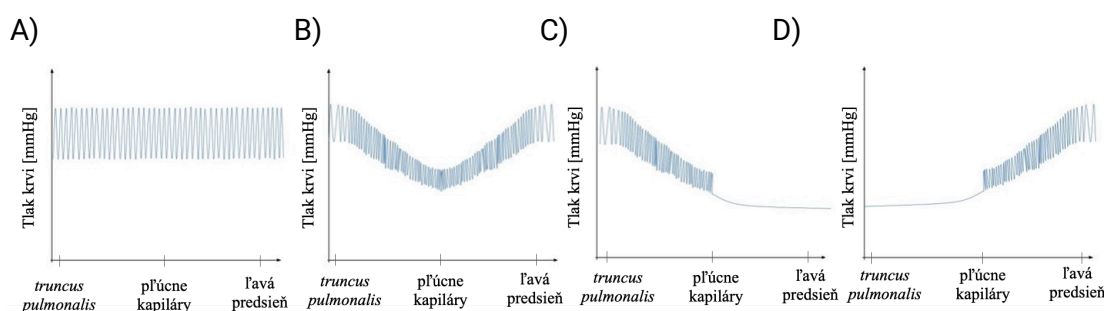 A)
B)
C)
D)
Tlak krvi [mmHg]
truncus
pulmonalis
pľúcne
kapiláry
ľavá
predsieň
Tlak krvi [mmHg]
truncus
pulmonalis
pľúcne
kapiláry
ľavá
predsieň
Tlak krvi [mmHg]
truncus
pulmonalis
pľúcne
kapiláry
ľavá
predsieň
Tlak krvi [mmHg]
truncus
pulmonalis
pľúcne
kapiláry
ľavá
predsieň